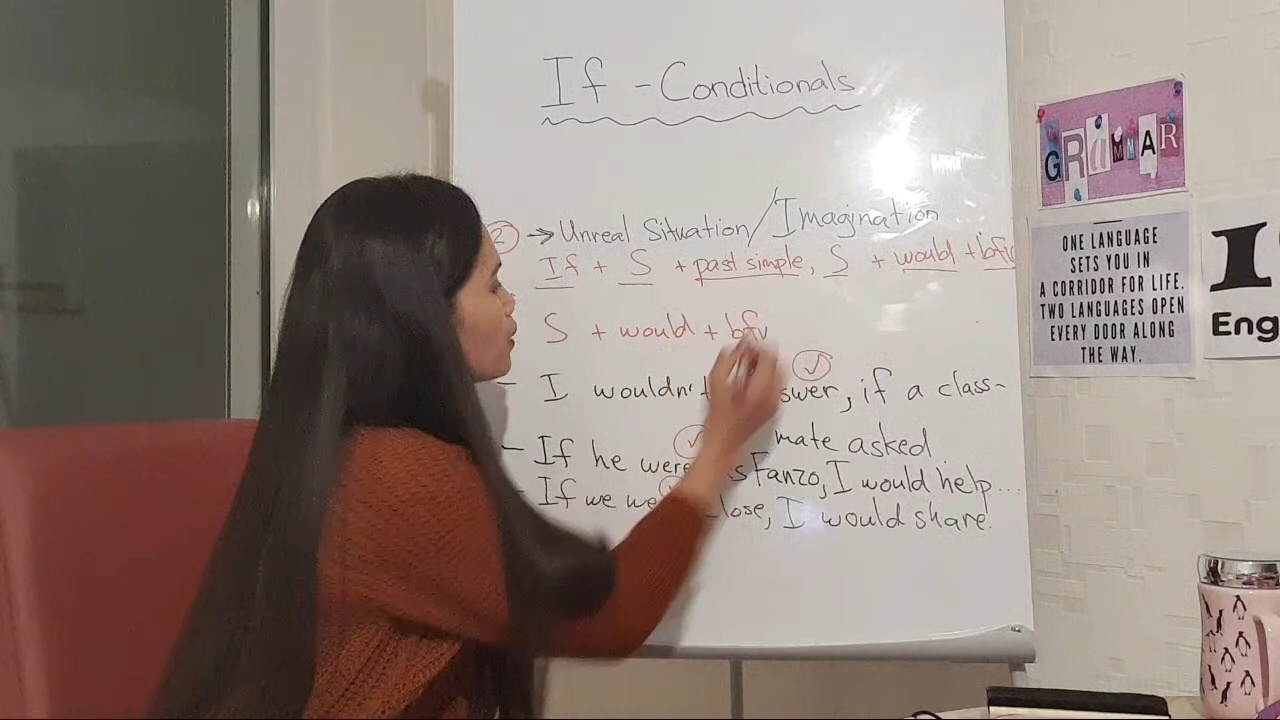 If - Conditionals
② → Unreal Situation/Imagination
If + S + past simple, S + would + bfiv
S + would + bfiv
- I wouldn't swer, if a class-
mate asked.
- If he were Fanzo, I would help...
- If we we lose, I would share.
GRAMMAR
ONE LANGUAGE
SETS YOU IN
A CORRIDOR FOR LIFE.
TWO LANGUAGES OPEN
EVERY DOOR ALONG
THE WAY.
I
Eng